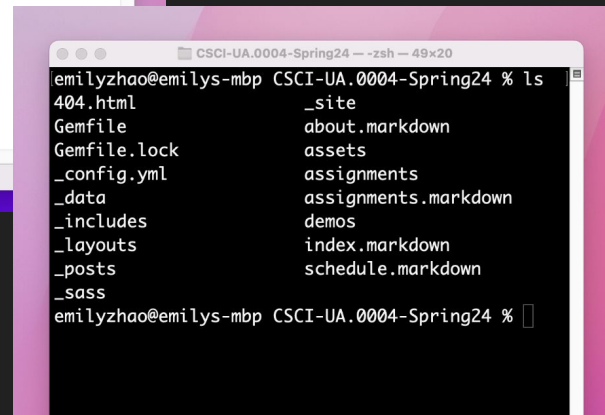 CSCI-UA.0004-Spring24 — -zsh — 49×20
[emilyzhao@emilys-mbp CSCI-UA.0004-Spring24 % ls ]
404.html _site
Gemfile about.markdown
Gemfile.lock assets
_config.yml assignments
_data assignments.markdown
_includes demos
_layouts index.markdown
_posts schedule.markdown
_sass
emilyzhao@emilys-mbp CSCI-UA.0004-Spring24 %